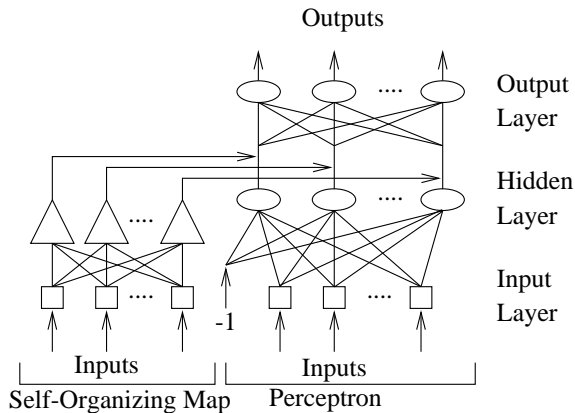 Outputs
....
Output
Layer
Hidden
Layer
....
....
Input
Layer
....
....
-1
Inputs
Inputs
Self-Organizing Map
Perceptron